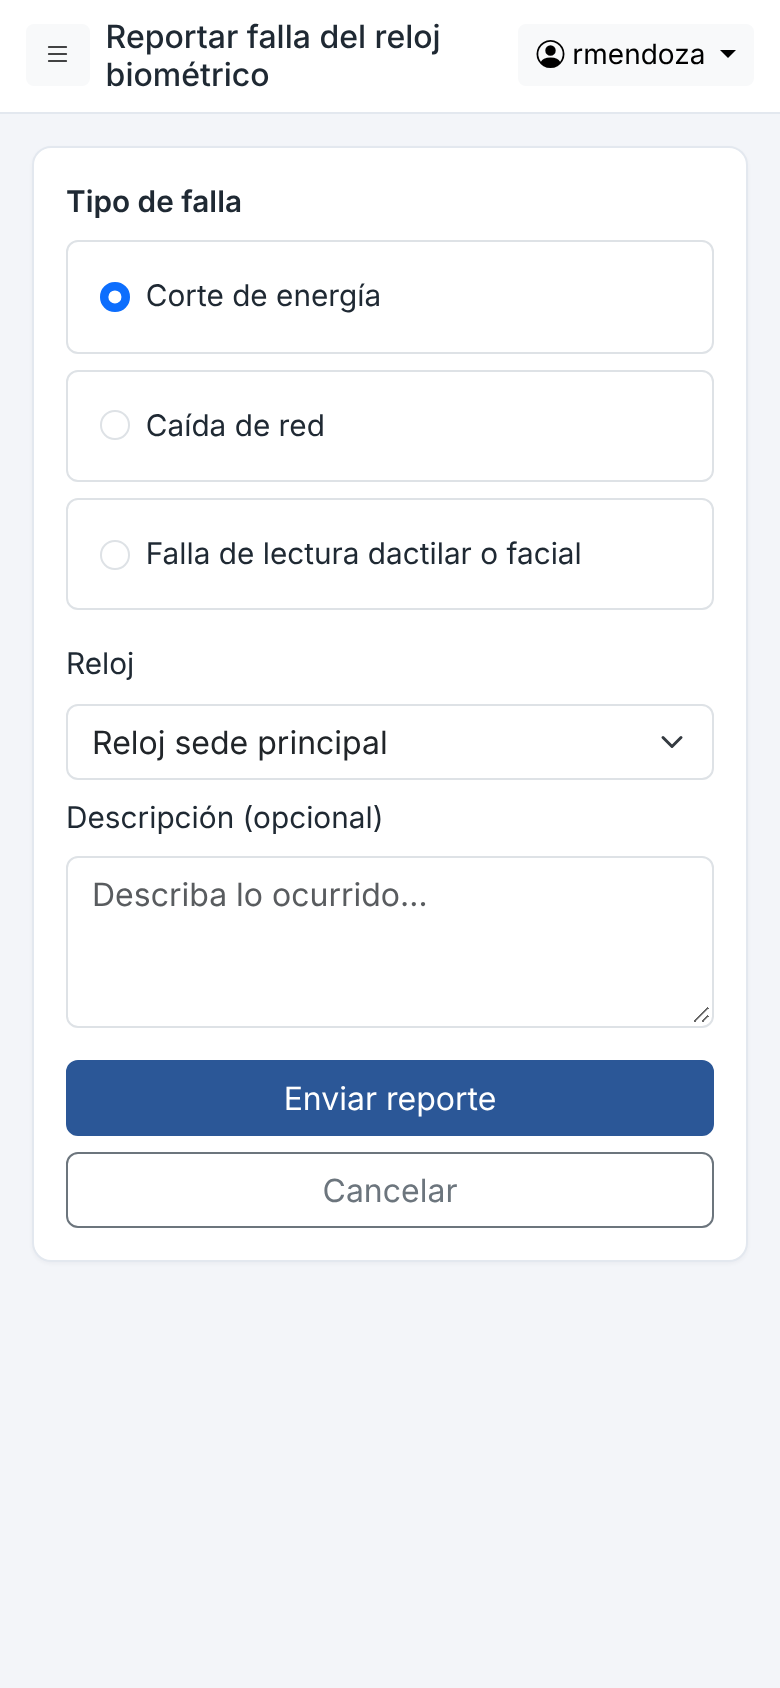 Reportar falla del reloj
biométrico
rmendoza
Tipo de falla
Corte de energía
Caída de red
Falla de lectura dactilar o facial
Reloj
Reloj sede principal
Descripción (opcional)
Describa lo ocurrido...
Enviar reporte
Cancelar